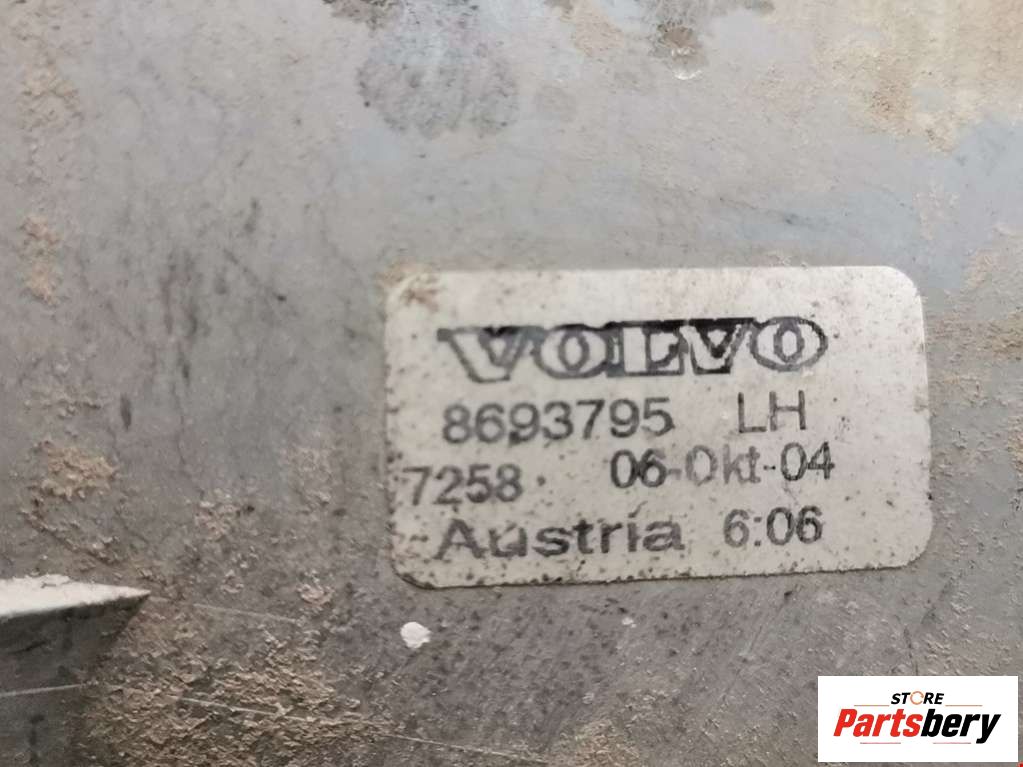 VOLVO
8693795 LH
7258 06-Okt-04
Austria 6:06
STORE
Partsbery